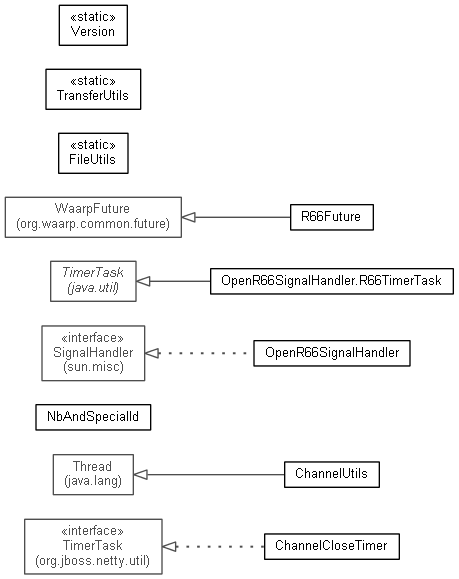 «static»
Version
«static»
TransferUtils
«static»
FileUtils
WaarpFuture
(org.waarp.common.future)
R66Future
TimerTask
(java.util)
OpenR66SignalHandler.R66TimerTask
«interface»
SignalHandler
(sun.misc)
OpenR66SignalHandler
NbAndSpecialId
Thread
(java.lang)
ChannelUtils
«interface»
TimerTask
(org.jboss.netty.util)
ChannelCloseTimer